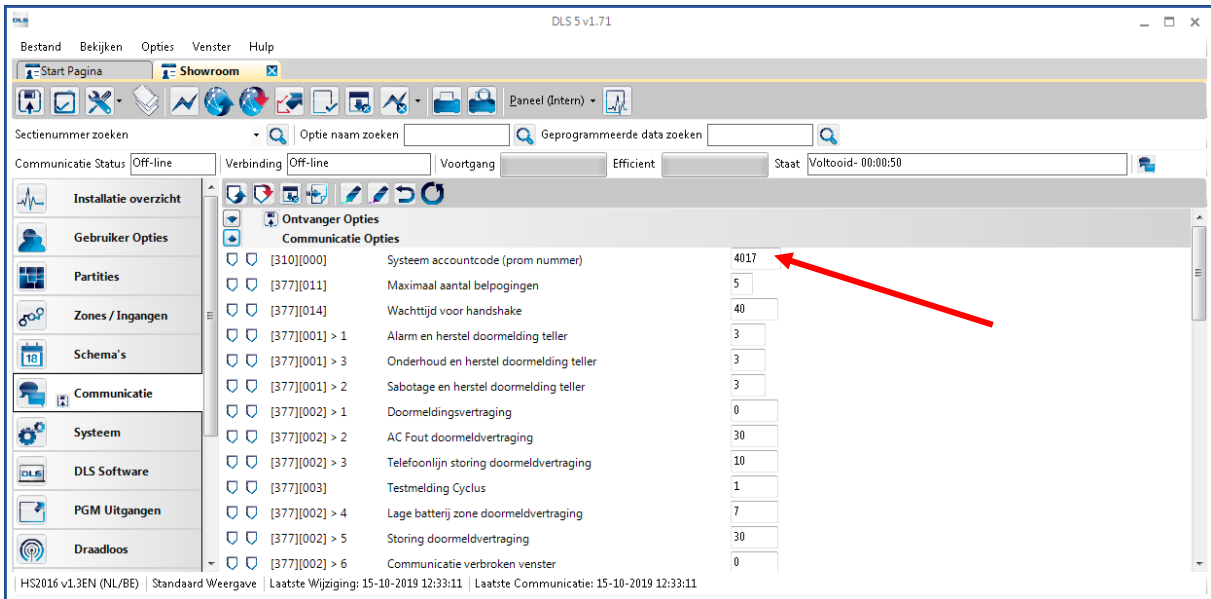 DLS DLS 5 v1.71
Bestand Bekijken Opties Venster Hulp
Start Pagina Showroom
Paneel (Intern)
Sectienummer zoeken Optie naam zoeken Geprogrammeerde data zoeken
Communicatie Status Off-line Verbinding Off-line Voortgang Efficient Staat Voltooid- 00:00:50
Installatie overzicht
Gebruiker Opties
Partities
Zones / Ingangen
18 Schema's
Communicatie
Systeem
DLS DLS Software
PGM Uitgangen
Draadloos
Ontvanger Opties
Communicatie Opties
[310][000] Systeem accountcode (prom nummer) 4017
[377][011] Maximaal aantal belpogingen 5
[377][014] Wachttijd voor handshake 40
[377][001] > 1 Alarm en herstel doormelding teller 3
[377][001] > 3 Onderhoud en herstel doormelding teller 3
[377][001] > 2 Sabotage en herstel doormelding teller 3
[377][002] > 1 Doormeldingsvertraging 0
[377][002] > 2 AC Fout doormeldvertraging 30
[377][002] > 3 Telefoonlijn storing doormeldvertraging 10
[377][003] Testmelding Cyclus 1
[377][002] > 4 Lage batterij zone doormeldvertraging 7
[377][002] > 5 Storing doormeldvertraging 30
[377][002] > 6 Communicatie verbroken venster 0
HS2016 v1.3EN (NL/BE) Standaard Weergave Laatste Wijziging: 15-10-2019 12:33:11 Laatste Communicatie: 15-10-2019 12:33:11